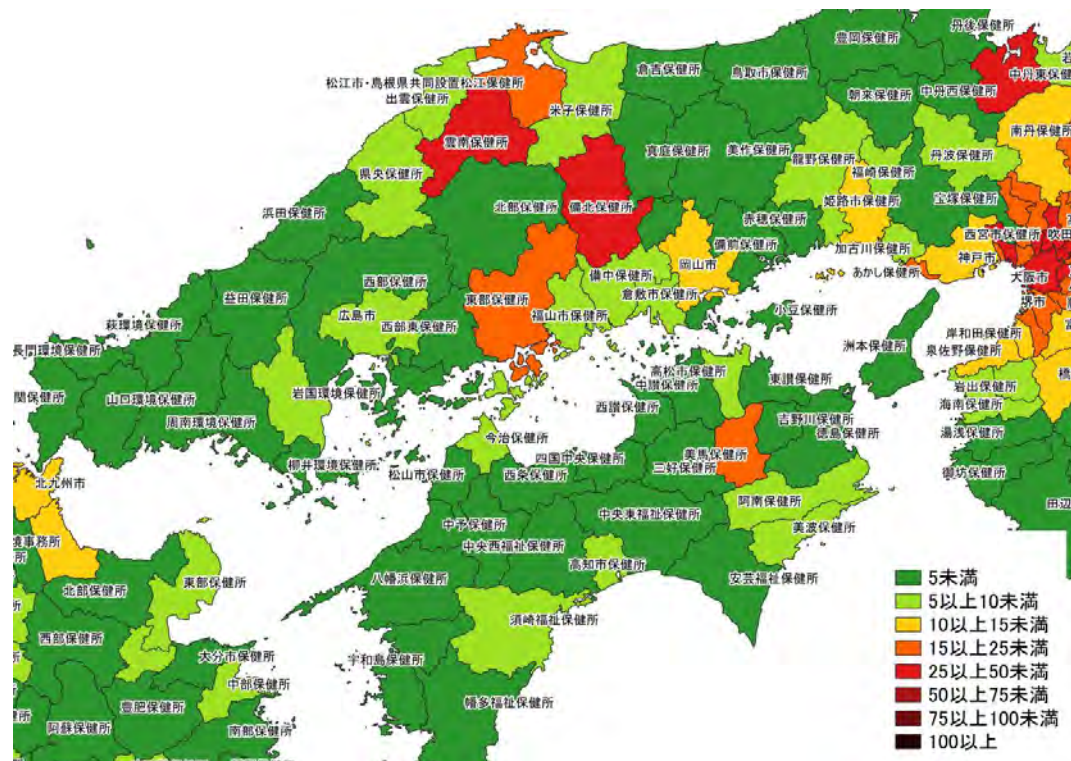 丹後保健所
豊岡保健所
倉吉保健所
鳥取市保健所
中丹東保健
松江市・島根県共同設置松江保健所
出雲保健所
朝来保健所
中丹西保健所
米子保健所
南丹保健所
雲南保健所
真庭保健所
美作保健所
龍野保健所
丹波保健所
県央保健所
福崎保健所
宝塚保健所
浜田保健所
北部保健所
備北保健所
姫路市保健所
赤穂保健所
西宮市保健所
吹田
備前保健所
加古川保健所
神戸市
岡山市
西部保健所
備中保健所
あかし保健所
大阪市
益田保健所
東部保健所
倉敷市保健所
堺市
広島市
福山市保健所
小豆保健所
萩環境保健所
西部東保健所
岸和田保健所
洲本保健所
長門環境保健所
泉佐野保健所
高松市保健所
東讃保健所
橋
岩国環境保健所
中讃保健所
岩出保健所
関保健所
山口環境保健所
西讃保健所
海南保健所
周南環境保健所
吉野川保健所
徳島保健所
湯浅保健所
今治保健所
美馬保健所
四国中央保健所
三好保健所
柳井環境保健所
松山市保健所
西条保健所
御坊保健所
北九州市
阿南保健所
田辺
中央東福祉保健所
中予保健所
美波保健所
境事務所
所
中央西福祉保健所
高知市保健所
八幡浜保健所
安芸福祉保健所
東部保健所
北部保健所
須崎福祉保健所
西部保健所
大分市保健所
宇和島保健所
中部保健所
幡多福祉保健所
豊肥保健所
阿蘇保健所
南部保健所
5未満
5以上10未満
10以上15未満
15以上25未満
25以上50未満
50以上75未満
75以上100未満
100以上